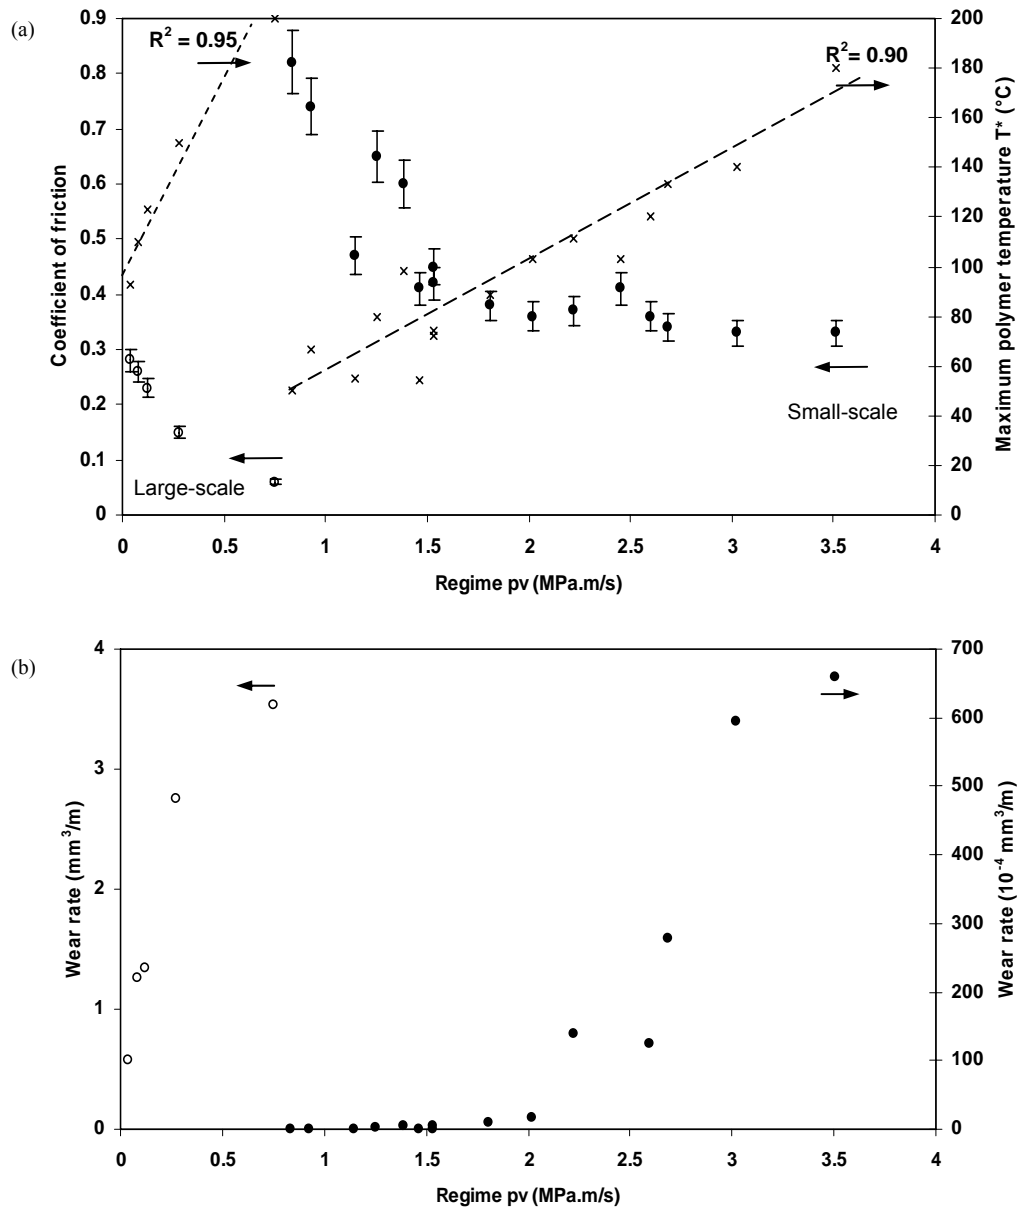 (a)
0.9
0.8
0.7
0.6
0.5
0.4
0.3
0.2
0.1
0
Coefficient of friction
R² = 0.95
R² = 0.90
Large-scale
Small-scale
200
180
160
140
120
100
80
60
40
20
0
Maximum polymer temperature T* (°C)
0 0.5 1 1.5 2 2.5 3 3.5 4
Regime pv (MPa.m/s)
(b)
4
3
2
1
0
Wear rate (mm³/m)
700
600
500
400
300
200
100
0
Wear rate (10⁻⁴ mm³/m)
0 0.5 1 1.5 2 2.5 3 3.5 4
Regime pv (MPa.m/s)